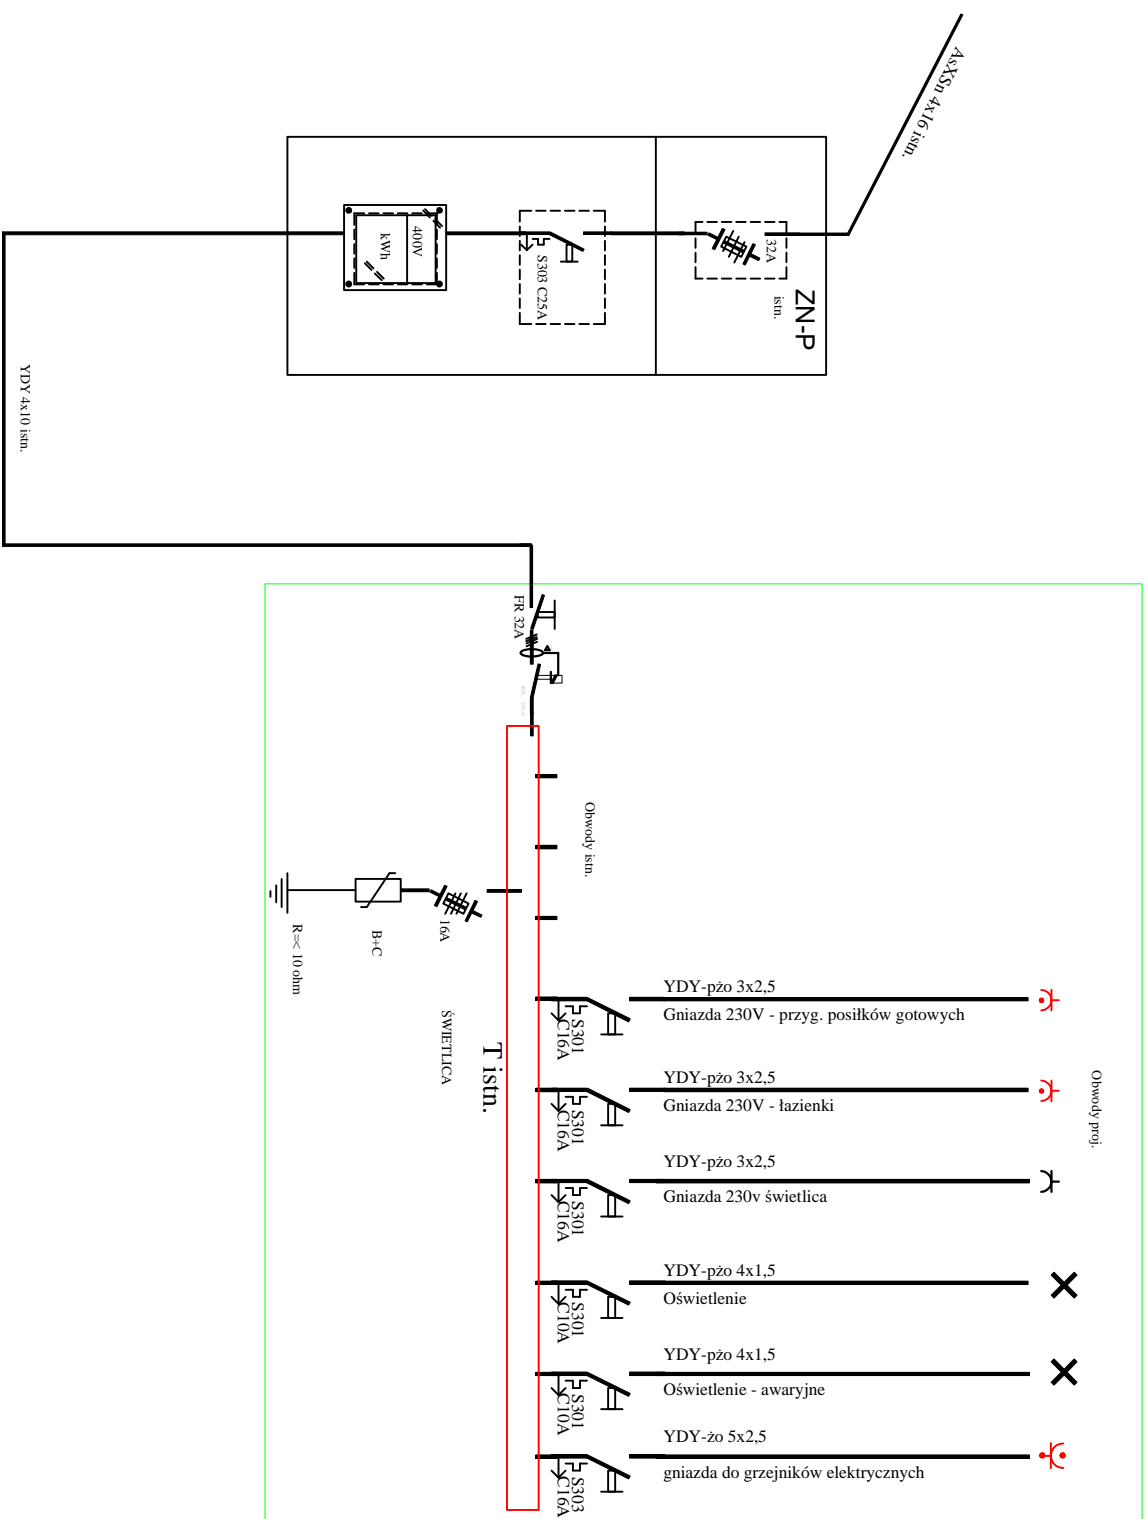 AsXSn 4x16 istn.
32A
ZN-P
istn.
S303 C25A
400V
kWh
YDY 4x10 istn.
FR 32A
Obwody istn.
16A
B+C
R=< 10 ohm
ŚWIETLICA
T istn.
Obwody proj.
S301
C16A
YDY-pżo 3x2,5
Gniazda 230V - przyg. posiłków gotowych
S301
C16A
YDY-pżo 3x2,5
Gniazda 230V - łazienki
S301
C16A
YDY-pżo 3x2,5
Gniazda 230v świetlica
S301
C10A
YDY-pżo 4x1,5
Oświetlenie
S301
C10A
YDY-pżo 4x1,5
Oświetlenie - awaryjne
S303
C16A
YDY-żo 5x2,5
gniazda do grzejników elektrycznych